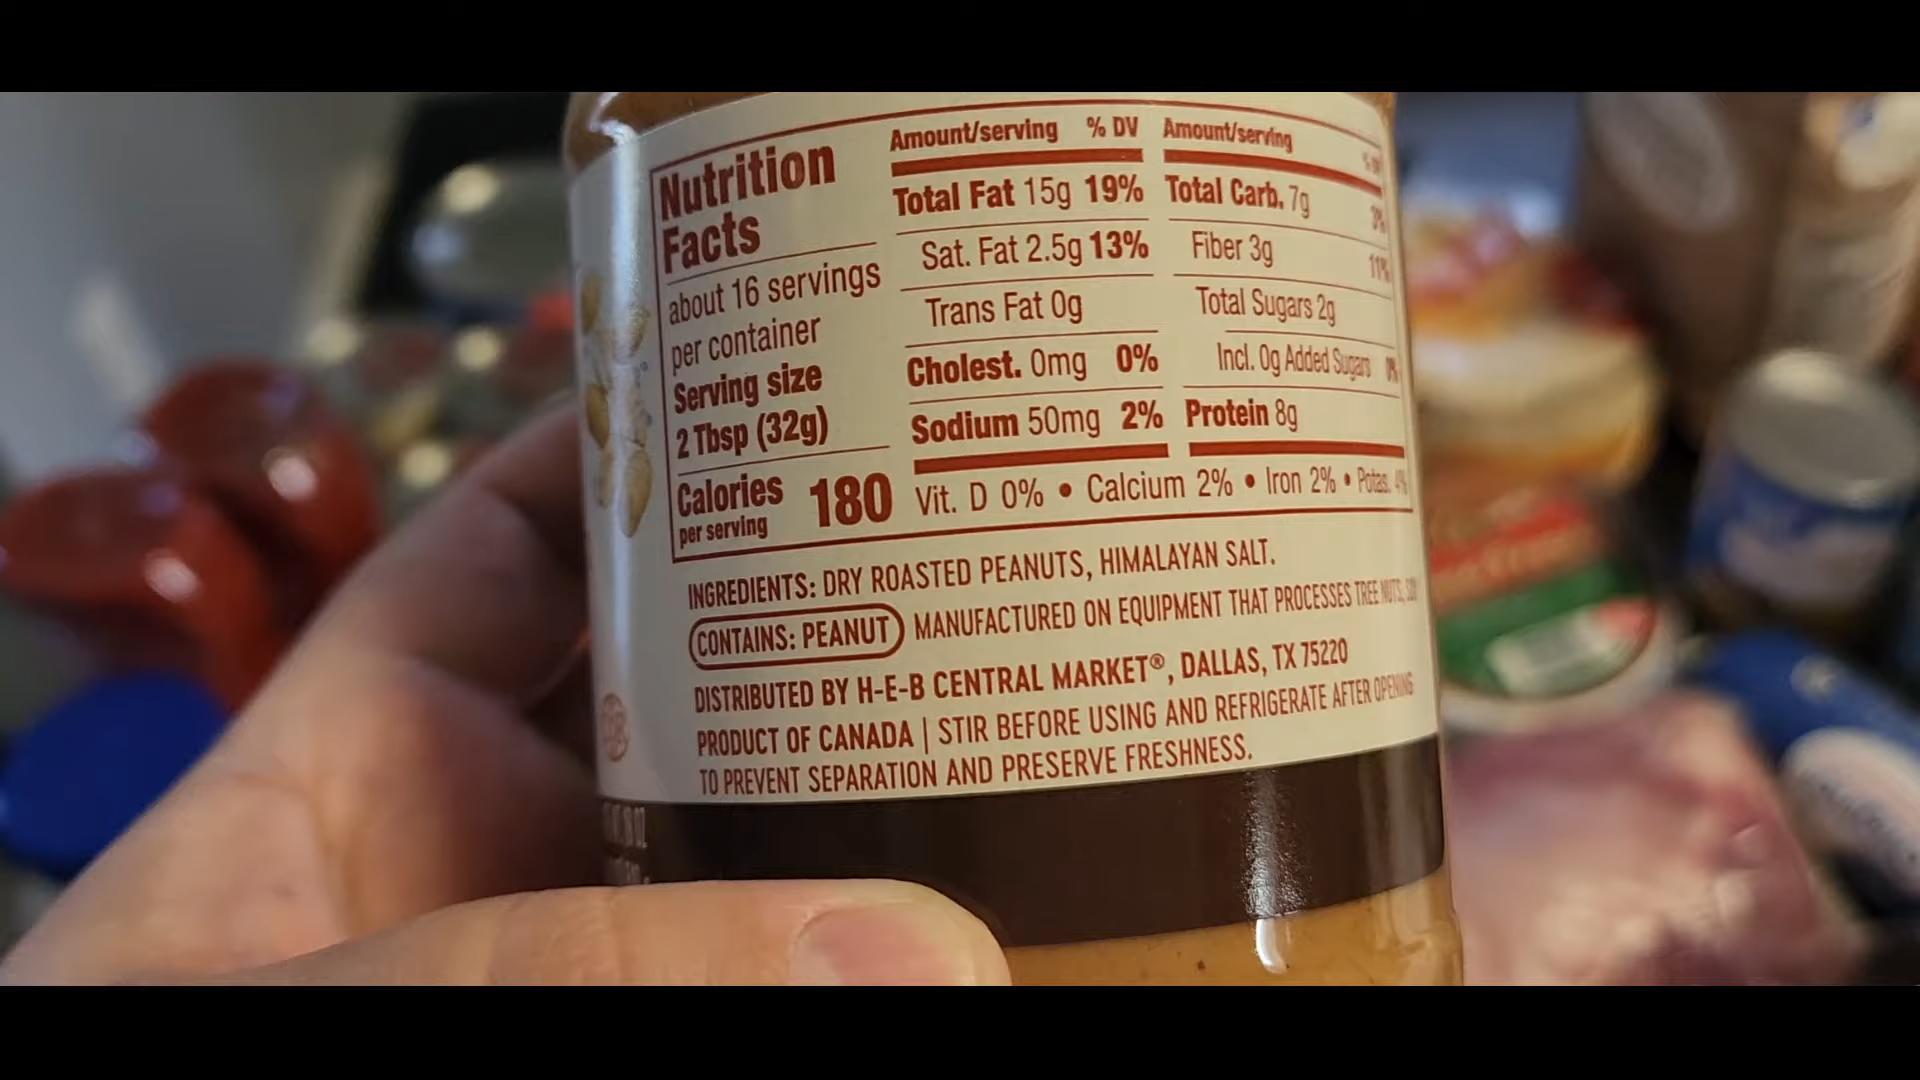 Nutrition
Facts
about 16 servings
per container
Serving size
2 Tbsp (32g)
Calories 180
per serving
Amount/serving % DV
Total Fat 15g 19%
Sat. Fat 2.5g 13%
Trans Fat 0g
Cholest. 0mg 0%
Sodium 50mg 2%
Amount/serving % DV
Total Carb. 7g 3%
Fiber 3g 11%
Total Sugars 2g
Incl. 0g Added Sugars 0%
Protein 8g
Vit. D 0% • Calcium 2% • Iron 2% • Potas. 4%
INGREDIENTS: DRY ROASTED PEANUTS, HIMALAYAN SALT.
CONTAINS: PEANUT MANUFACTURED ON EQUIPMENT THAT PROCESSES TREE NUTS,
DISTRIBUTED BY H-E-B CENTRAL MARKET®, DALLAS, TX 75220
PRODUCT OF CANADA | STIR BEFORE USING AND REFRIGERATE AFTER OPENING
TO PREVENT SEPARATION AND PRESERVE FRESHNESS.